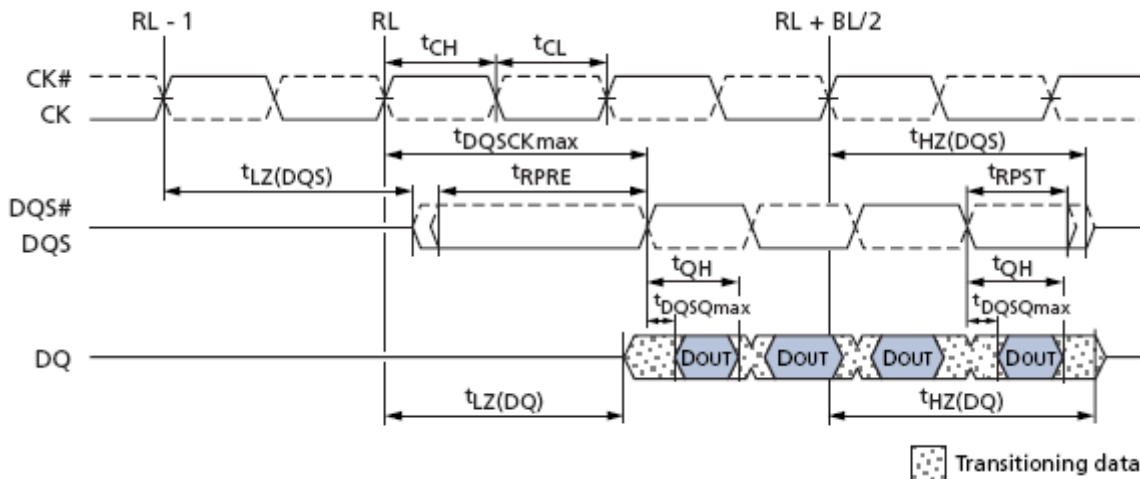 RL - 1
RL
RL + BL/2
tCH
tCL
CK#
CK
tDQSCKmax
tHZ(DQS)
tLZ(DQS)
tRPRE
tRPST
DQS#
DQS
tQH
tQH
tDQSQmax
tDQSQmax
DQ
DOUT
DOUT
DOUT
DOUT
tLZ(DQ)
tHZ(DQ)
Transitioning data